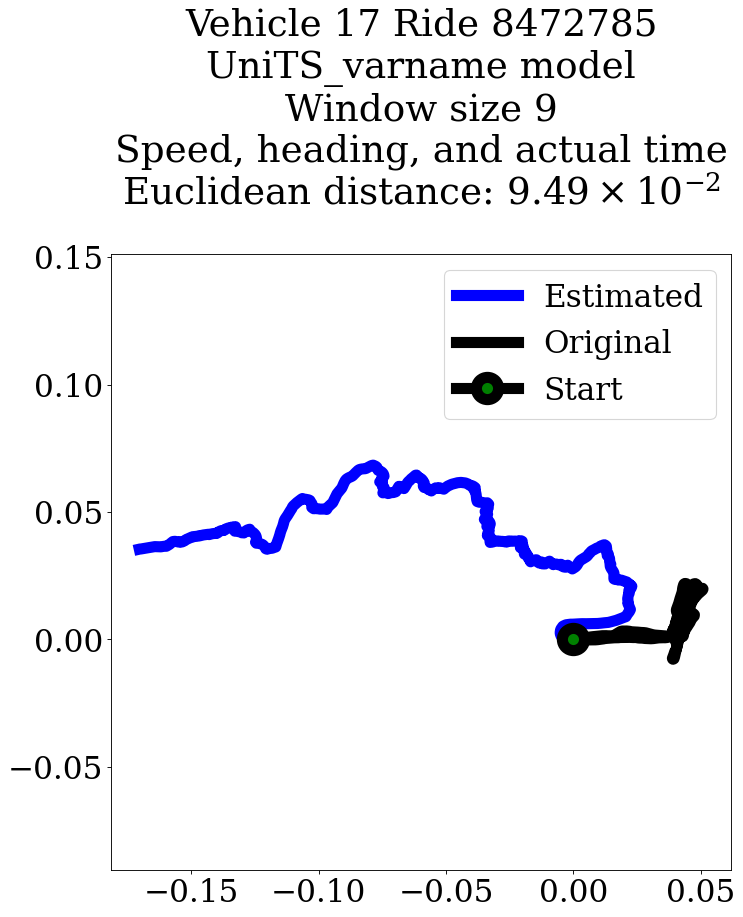 Vehicle 17 Ride 8472785
UniTS_varname model
Window size 9
Speed, heading, and actual time
Euclidean distance: 9.49 × 10⁻²
0.15
0.10
0.05
0.00
−0.05
Estimated
Original
Start
−0.15
−0.10
−0.05
0.00
0.05